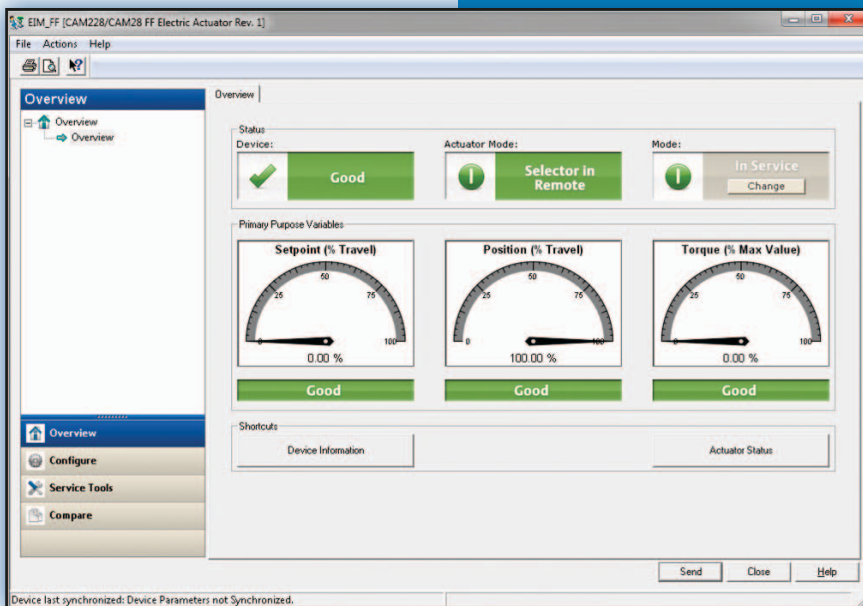 EIM_FF [CAM228/CAM28 FF Electric Actuator Rev. 1]
File Actions Help
Overview
Overview
Overview
Overview
Status
Device: Actuator Mode: Mode:
Good
Selector in
Remote
In Service
Change
Primary Purpose Variables
Setpoint (% Travel) Position (% Travel) Torque (% Max Value)
50 50 50
25 75 25 75 25 75
0 100 0 100 0 100
0.00 % 100.00 % 0.00 %
Good Good Good
Shortcuts
Device Information Actuator Status
Overview
Configure
Service Tools
Compare
Send Close Help
Device last synchronized: Device Parameters not Synchronized.